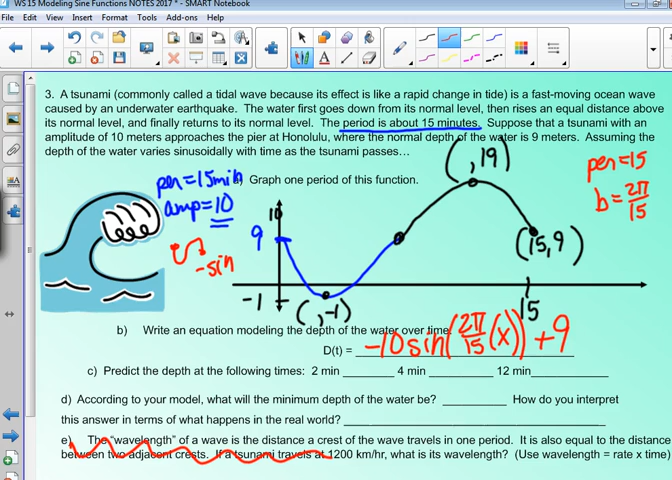 WS 15 Modeling Sine Functions NOTES 2017 * - SMART Notebook
File Edit View Insert Format Tools Add-ons Help
3. A tsunami (commonly called a tidal wave because its effect is like a rapid change in tide) is a fast-moving ocean wave
caused by an underwater earthquake. The water first goes down from its normal level, then rises an equal distance above
its normal level, and finally returns to its normal level. The period is about 15 minutes. Suppose that a tsunami with an
amplitude of 10 meters approaches the pier at Honolulu, where the normal depth of the water is 9 meters. Assuming the
depth of the water varies sinusoidally with time as the tsunami passes…
( , 19)
per = 15
per = 15 min
Graph one period of this function.
amp = 10
b = 2π/15
10
9
-sin
(15, 9)
-1
( , -1)
15
b) Write an equation modeling the depth of the water over time.
D(t) = -10 sin(2π/15 (x)) + 9
c) Predict the depth at the following times: 2 min ________ 4 min __________ 12 min____________
d) According to your model, what will the minimum depth of the water be? __________ How do you interpret
this answer in terms of what happens in the real world? ________________________________
e) The "wavelength" of a wave is the distance a crest of the wave travels in one period. It is also equal to the distance
between two adjacent crests. If a tsunami travels at 1200 km/hr, what is its wavelength? (Use wavelength = rate x time)